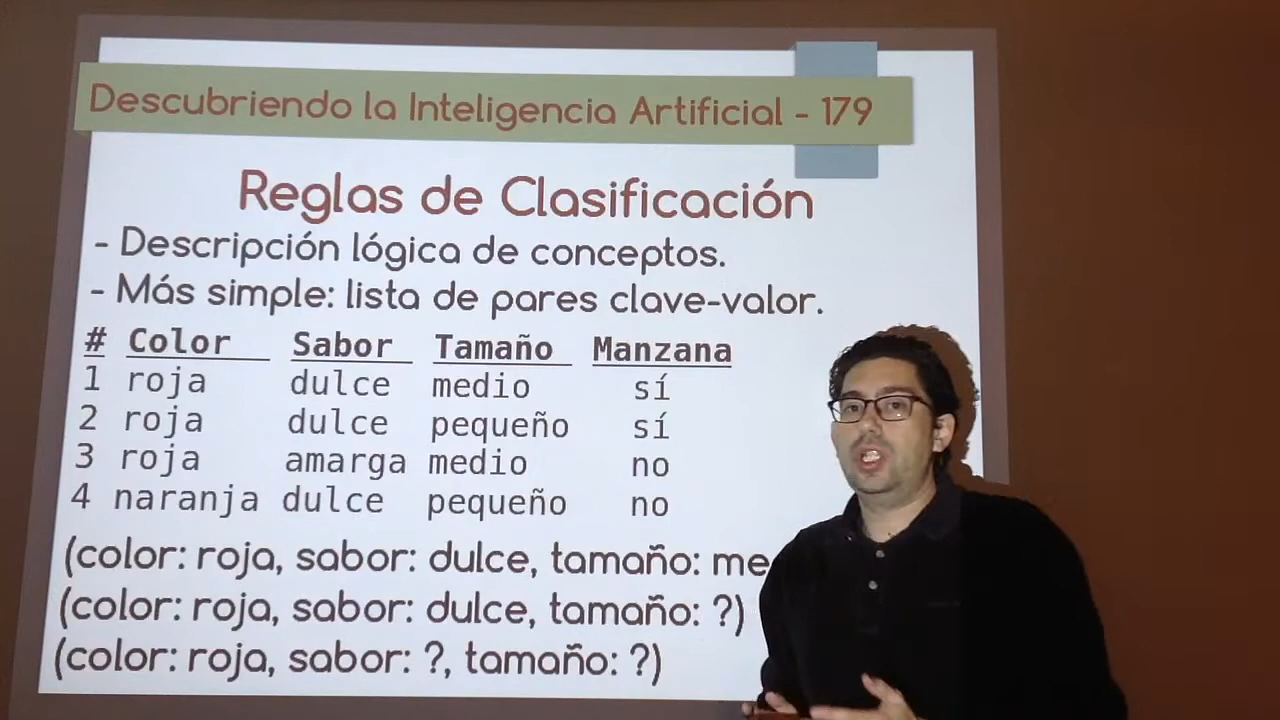 Descubriendo la Inteligencia Artificial - 179
Reglas de Clasificación
- Descripción lógica de conceptos.
- Más simple: lista de pares clave-valor.
# Color Sabor Tamaño Manzana
1 roja dulce medio sí
2 roja dulce pequeño sí
3 roja amarga medio no
4 naranja dulce pequeño no
(color: roja, sabor: dulce, tamaño: me
(color: roja, sabor: dulce, tamaño: ?)
(color: roja, sabor: ?, tamaño: ?)